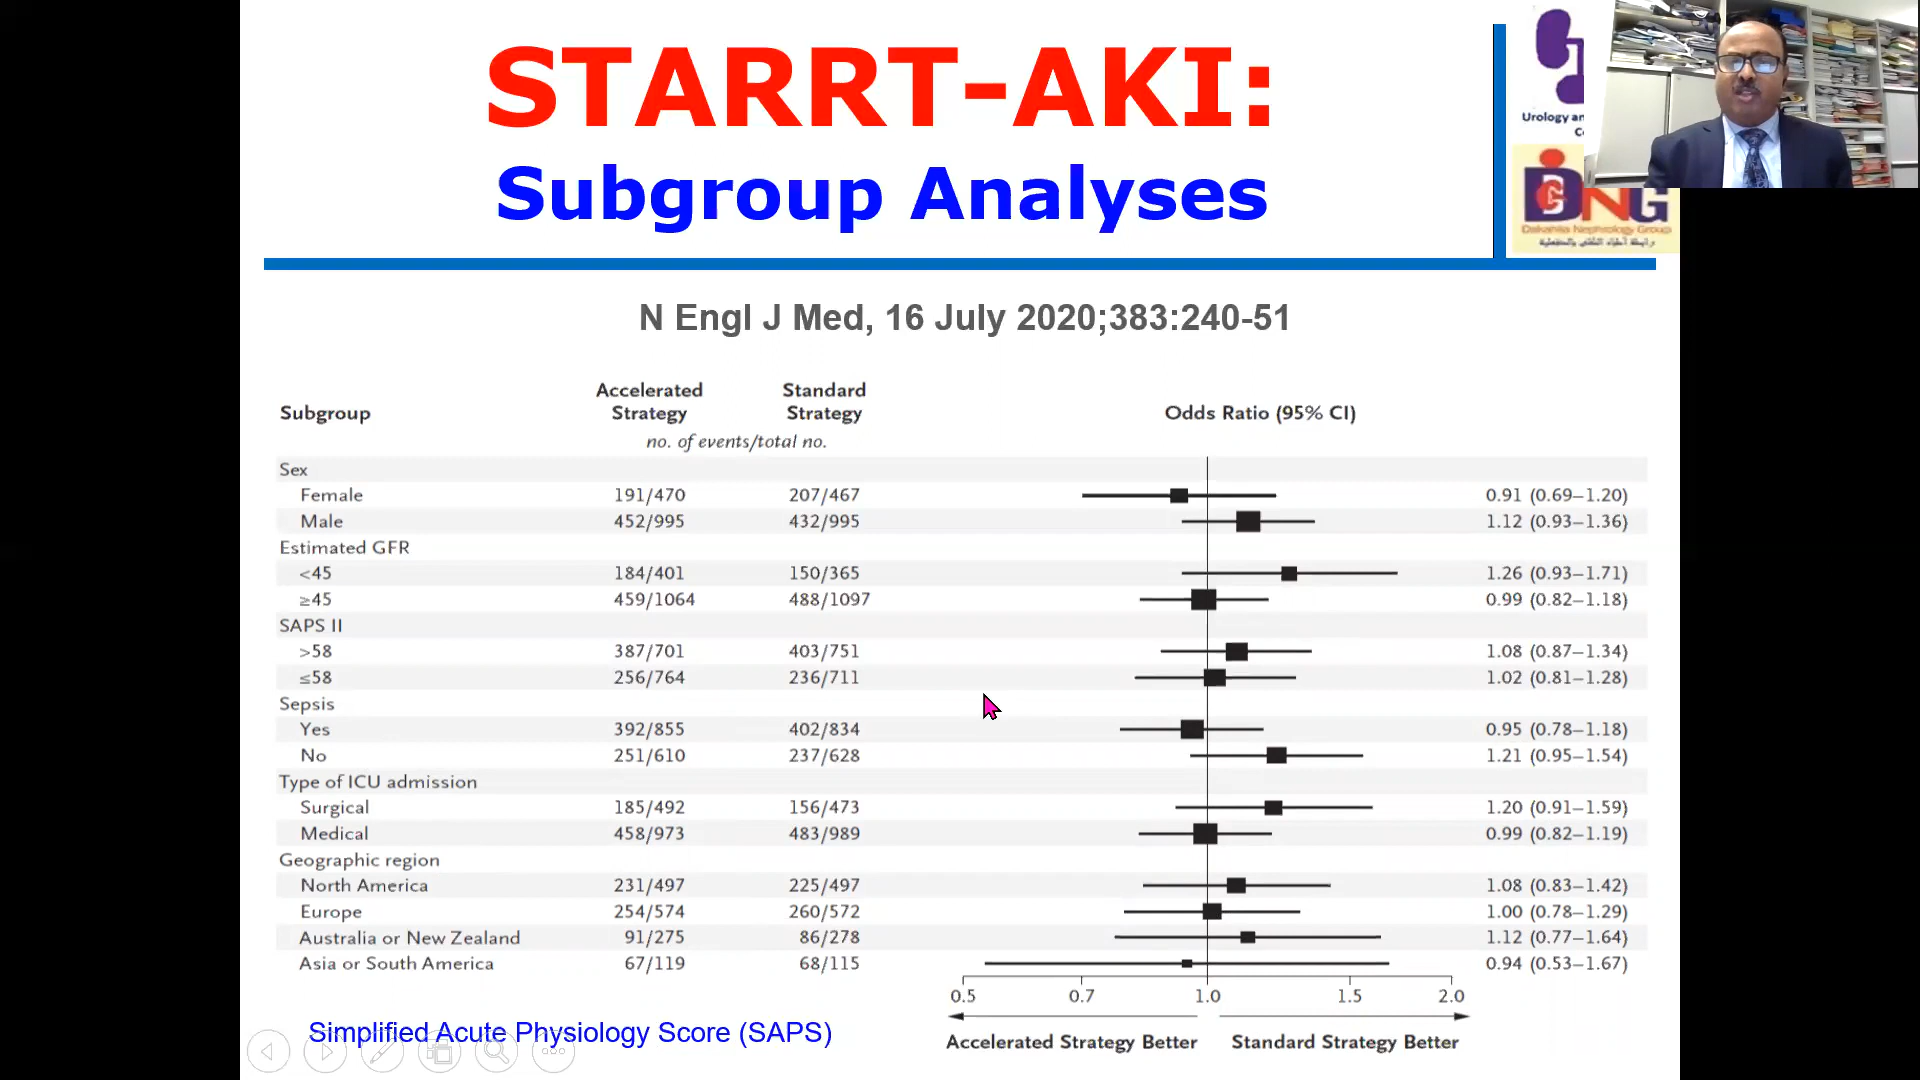 STARRT-AKI:
Subgroup Analyses
Urology an
C
DNG
Dakahlia Nephrology Group
N Engl J Med, 16 July 2020;383:240-51
Subgroup Accelerated Strategy Standard Strategy Odds Ratio (95% CI)
no. of events/total no.
Sex
Female 191/470 207/467 0.91 (0.69–1.20)
Male 452/995 432/995 1.12 (0.93–1.36)
Estimated GFR
<45 184/401 150/365 1.26 (0.93–1.71)
≥45 459/1064 488/1097 0.99 (0.82–1.18)
SAPS II
>58 387/701 403/751 1.08 (0.87–1.34)
≤58 256/764 236/711 1.02 (0.81–1.28)
Sepsis
Yes 392/855 402/834 0.95 (0.78–1.18)
No 251/610 237/628 1.21 (0.95–1.54)
Type of ICU admission
Surgical 185/492 156/473 1.20 (0.91–1.59)
Medical 458/973 483/989 0.99 (0.82–1.19)
Geographic region
North America 231/497 225/497 1.08 (0.83–1.42)
Europe 254/574 260/572 1.00 (0.78–1.29)
Australia or New Zealand 91/275 86/278 1.12 (0.77–1.64)
Asia or South America 67/119 68/115 0.94 (0.53–1.67)
0.5 0.7 1.0 1.5 2.0
Accelerated Strategy Better Standard Strategy Better
Simplified Acute Physiology Score (SAPS)